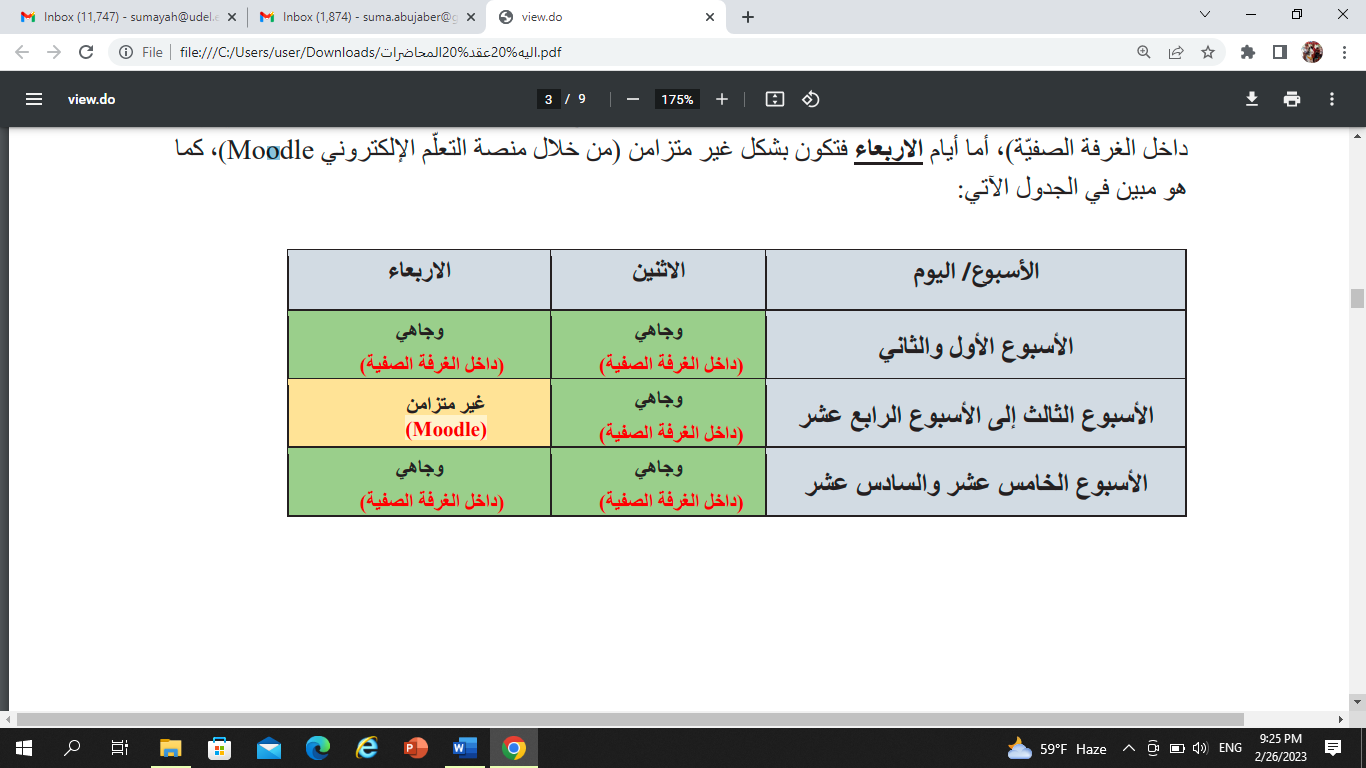 Inbox (11,747) - sumayah@udel.e
Inbox (1,874) - suma.abujaber@g
view.do
File
file:///C:/Users/user/Downloads/اليه%20عقد%20المحاضرات.pdf
view.do
3 / 9
175%
داخل الغرفة الصفيّة)، أما أيام الاربعاء فتكون بشكل غير متزامن (من خلال منصة التعلّم الإلكتروني Moodle)، كما
هو مبين في الجدول الآتي:
الأسبوع/ اليوم
الاثنين
الاربعاء
الأسبوع الأول والثاني
وجاهي
(داخل الغرفة الصفية)
وجاهي
(داخل الغرفة الصفية)
الأسبوع الثالث إلى الأسبوع الرابع عشر
وجاهي
(داخل الغرفة الصفية)
غير متزامن
(Moodle)
الأسبوع الخامس عشر والسادس عشر
وجاهي
(داخل الغرفة الصفية)
وجاهي
(داخل الغرفة الصفية)
59°F Haze
ENG
9:25 PM
2/26/2023